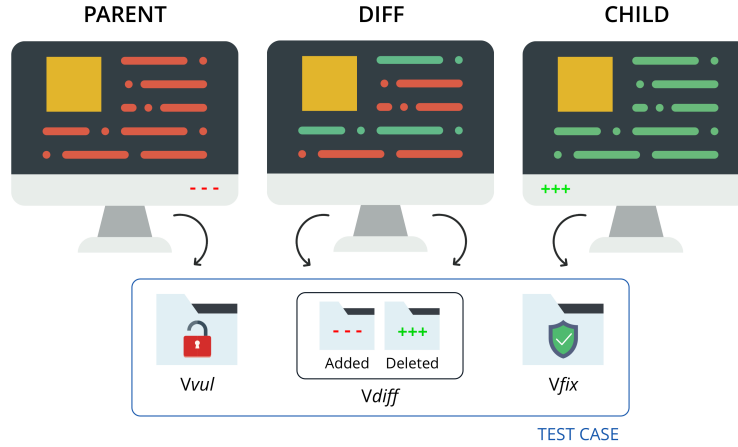 PARENT
DIFF
CHILD
- - -
+++
- - -
+++
Added
Deleted
Vvul
Vdiff
Vfix
TEST CASE